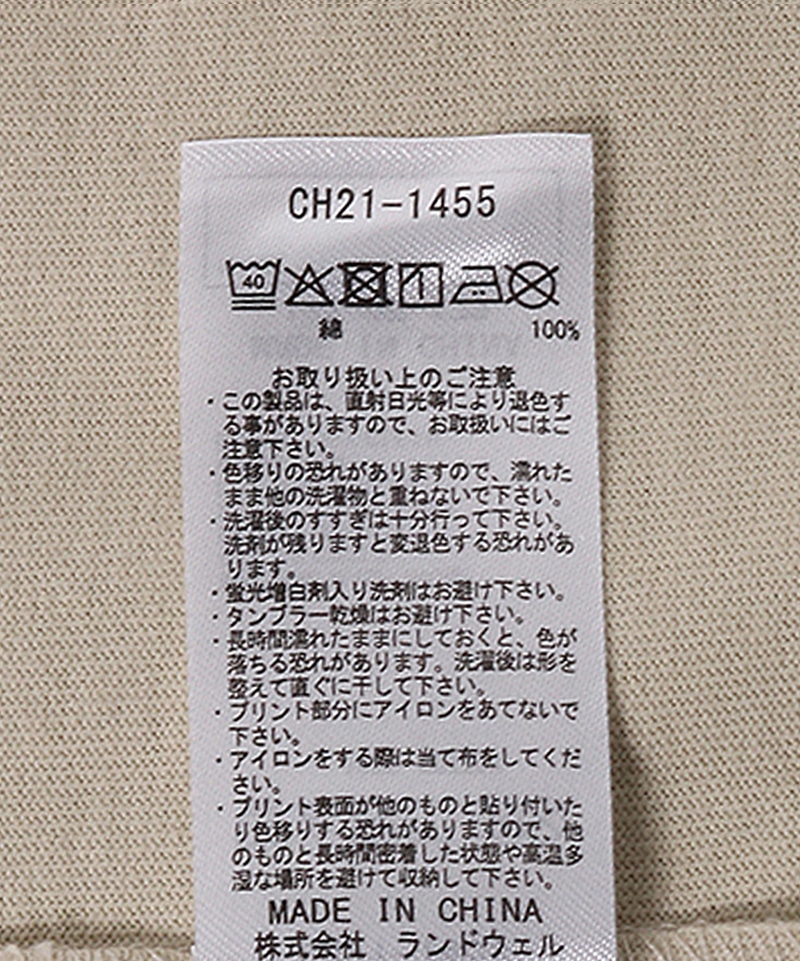 CH21-1455
40
綿 100%
お取り扱い上のご注意
・この製品は、直射日光等により退色す
る事がありますので、お取扱いにはご
注意下さい。
・色移りの恐れがありますので、濡れた
まま他の洗濯物と重ねないで下さい。
・洗濯後のすすぎは十分行って下さい。
洗剤が残りますと変退色する恐れがあ
ります。
・蛍光増白剤入り洗剤はお避け下さい。
・タンブラー乾燥はお避け下さい。
・長時間濡れたままにしておくと、色が
落ちる恐れがあります。洗濯後は形を
整えて直ぐに干して下さい。
・プリント部分にアイロンをあてないで
下さい。
・アイロンをする際は当て布をしてくだ
さい。
・プリント表面が他のものと貼り付いた
り色移りする恐れがありますので、他
のものと長時間密着した状態や高温多
湿な場所を避けて収納して下さい。
MADE IN CHINA
株式会社 ランドウェル